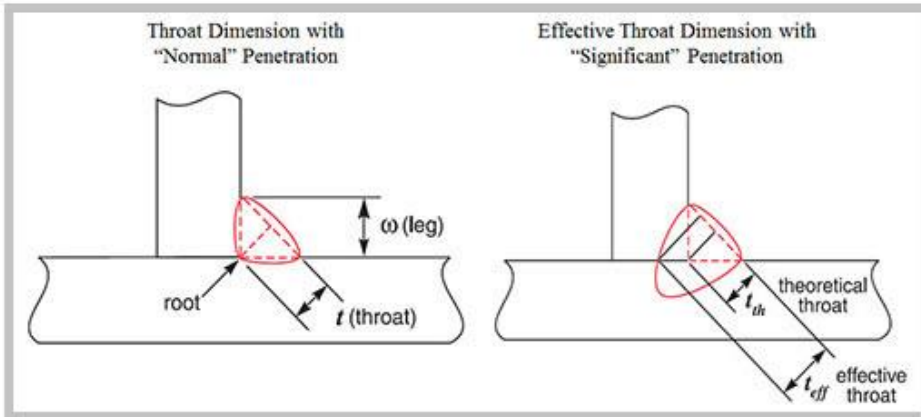 Throat Dimension with
“Normal” Penetration
ω (leg)
root
t (throat)
Effective Throat Dimension with
“Significant” Penetration
theoretical
throat
t_th
effective
throat
t_eff